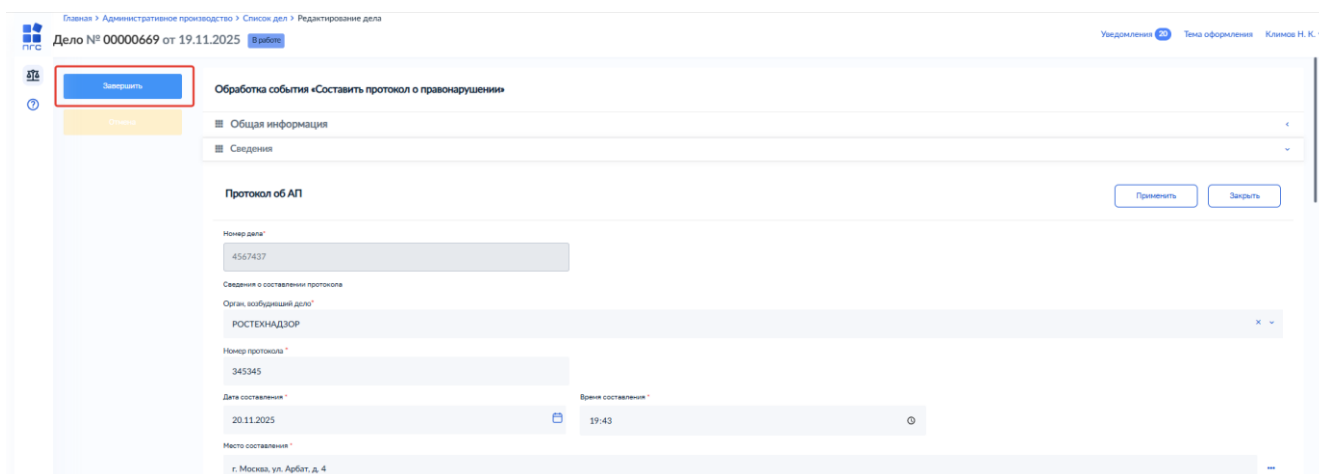 Главная > Административное производство > Список дел > Редактирование дела
Дело № 00000669 от 19.11.2025 В работе
Уведомления 20 Тема оформления Климов Н. К.
пгс
Завершить
Отмена
Обработка события «Составить протокол о правонарушении»
Общая информация
Сведения
Протокол об АП
Применить Закрыть
Номер дела*
4567437
Сведения о составлении протокола
Орган, возбудивший дело*
РОСТЕХНАДЗОР
Номер протокола *
345345
Дата составления * Время составления *
20.11.2025 19:43
Место составления *
г. Москва, ул. Арбат, д. 4